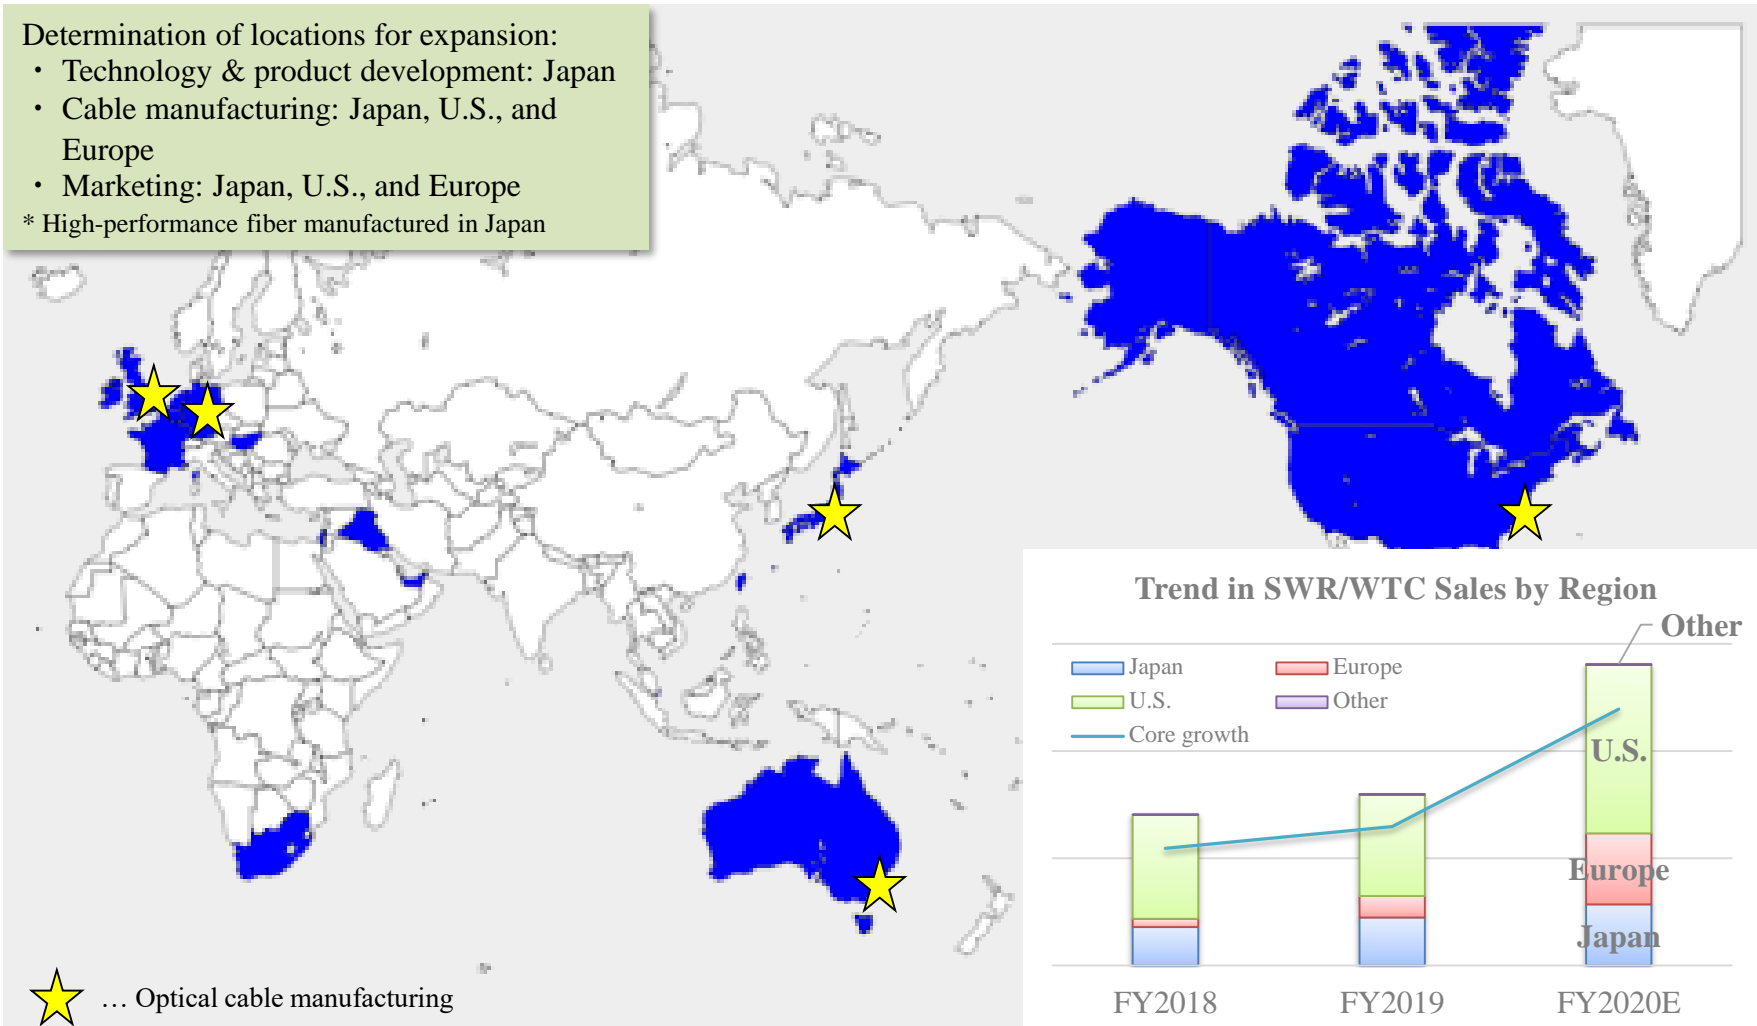 Determination of locations for expansion:
・ Technology & product development: Japan
・ Cable manufacturing: Japan, U.S., and
Europe
・ Marketing: Japan, U.S., and Europe
* High-performance fiber manufactured in Japan
Trend in SWR/WTC Sales by Region
Other
Japan
Europe
U.S.
Other
Core growth
U.S.
Europe
Japan
FY2018
FY2019
FY2020E
… Optical cable manufacturing